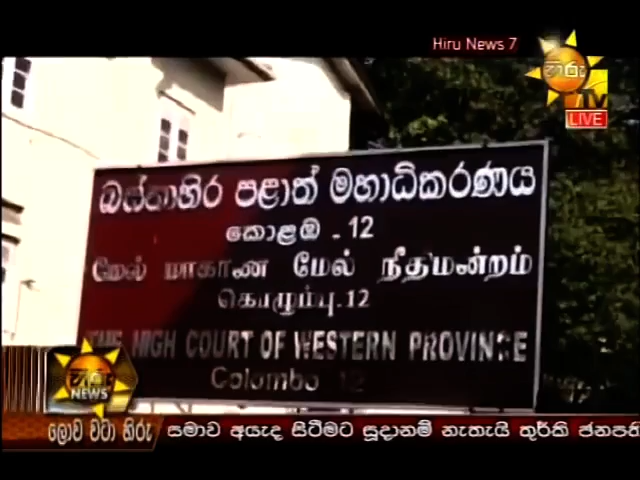 Hiru News 7
හිරු
TV
LIVE
බස්නාහිර පළාත් මහාධිකරණය
කොළඹ - 12
மேல் மாகாண மேல் நீதிமன்றம்
கொழும்பு.12
THE HIGH COURT OF WESTERN PROVINCE
Colombo 12
හිරු
NEWS
ලොව වටා හිරු සමාව අයැද සිටීමට සූදානම් නැතැයි තුර්කි ජනපති